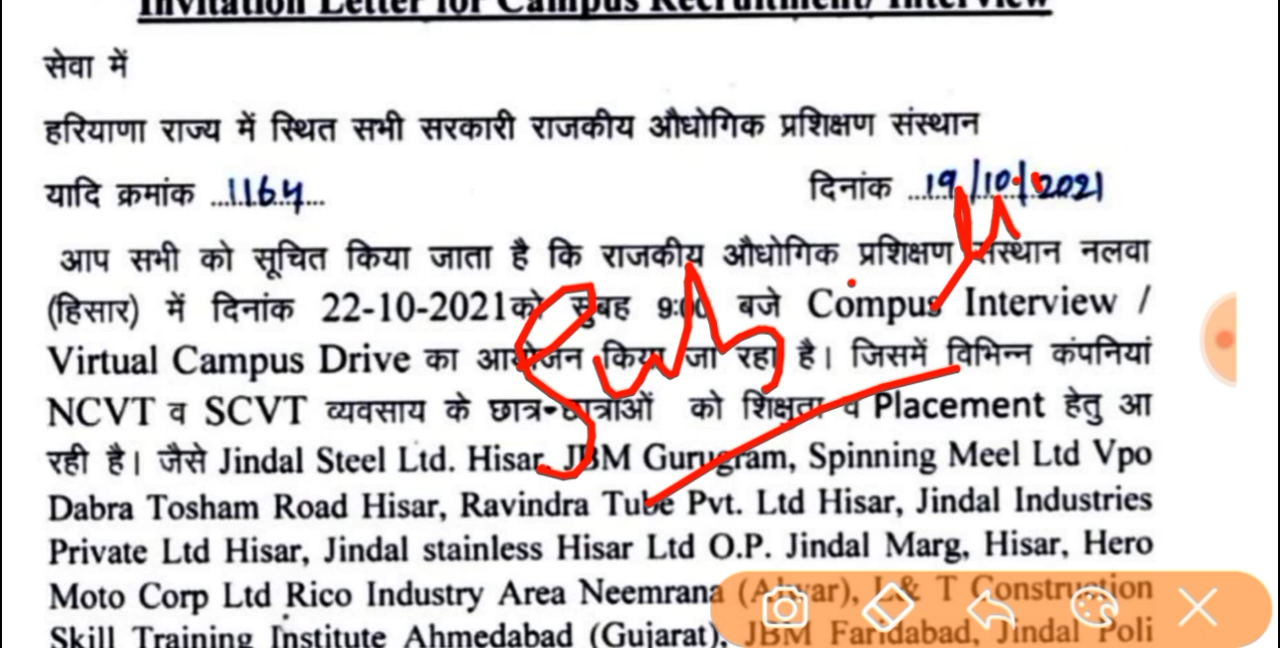 Invitation Letter for Campus Recruitment/ Interview
सेवा में
हरियाणा राज्य में स्थित सभी सरकारी राजकीय औधोगिक प्रशिक्षण संस्थान
यादि क्रमांक ...1164... दिनांक ...19/10/2021
आप सभी को सूचित किया जाता है कि राजकीय औधोगिक प्रशिक्षण संस्थान नलवा
(हिसार) में दिनांक 22-10-2021को सुबह 9:00 बजे Compus Interview /
Virtual Campus Drive का आयोजन किया जा रहा है। जिसमें विभिन्न कंपनियां
NCVT व SCVT व्यवसाय के छात्र-छात्राओं को शिक्षुता व Placement हेतु आ
रही है। जैसे Jindal Steel Ltd. Hisar, JBM Gurugram, Spinning Meel Ltd Vpo
Dabra Tosham Road Hisar, Ravindra Tube Pvt. Ltd Hisar, Jindal Industries
Private Ltd Hisar, Jindal stainless Hisar Ltd O.P. Jindal Marg, Hisar, Hero
Moto Corp Ltd Rico Industry Area Neemrana (Alwar), L& T Construction
Skill Training Institute Ahmedabad (Gujarat), JBM Faridabad, Jindal Poli